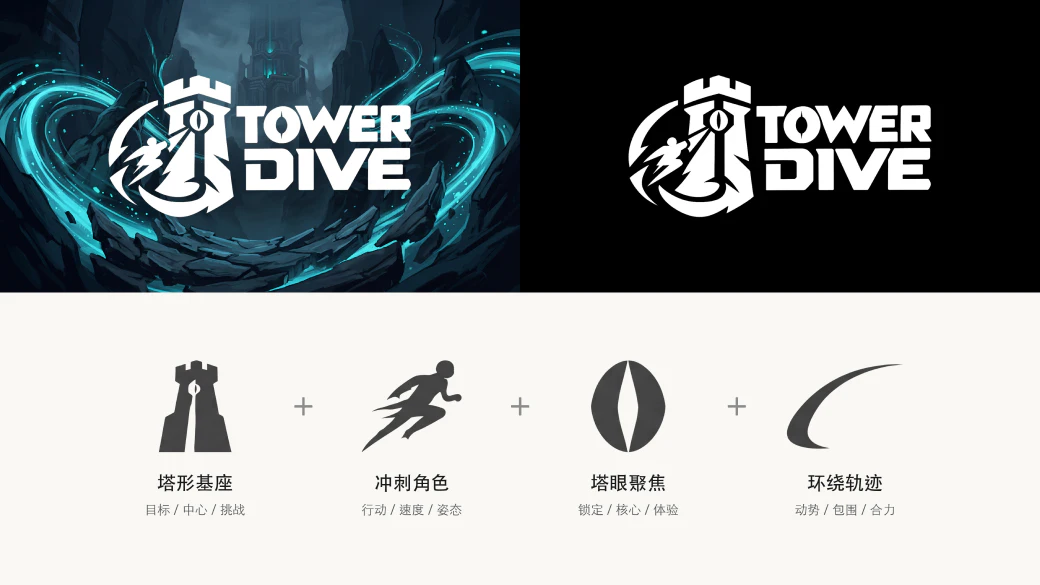 TOWER
DIVE
TOWER
DIVE
塔形基座
目标 / 中心 / 挑战
冲刺角色
行动 / 速度 / 姿态
塔眼聚焦
锁定 / 核心 / 体验
环绕轨迹
动势 / 包围 / 合力